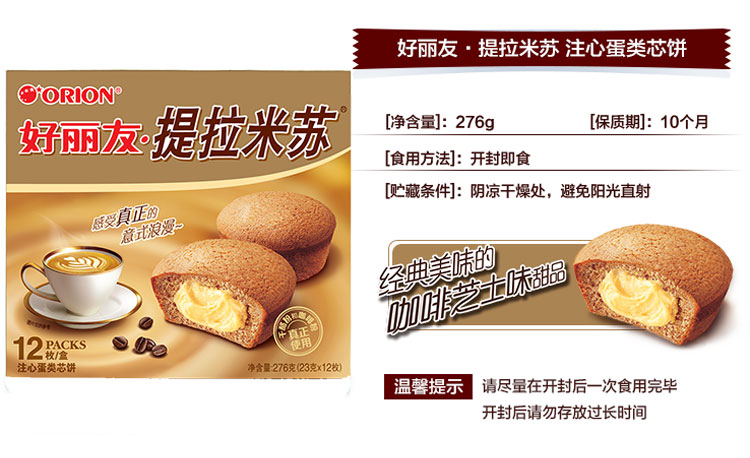 ORION®
好丽友·提拉米苏®
感受真正的
意式浪漫~
12 PACKS
枚/盒
注心蛋类芯饼
真正
使用
净含量:276克(23克×12枚)
好丽友·提拉米苏 注心蛋类芯饼
[净含量]：276g
[保质期]：10个月
[食用方法]：开封即食
[贮藏条件]：阴凉干燥处，避免阳光直射
经典美味的
咖啡芝士味甜品
温馨提示
请尽量在开封后一次食用完毕
开封后请勿存放过长时间